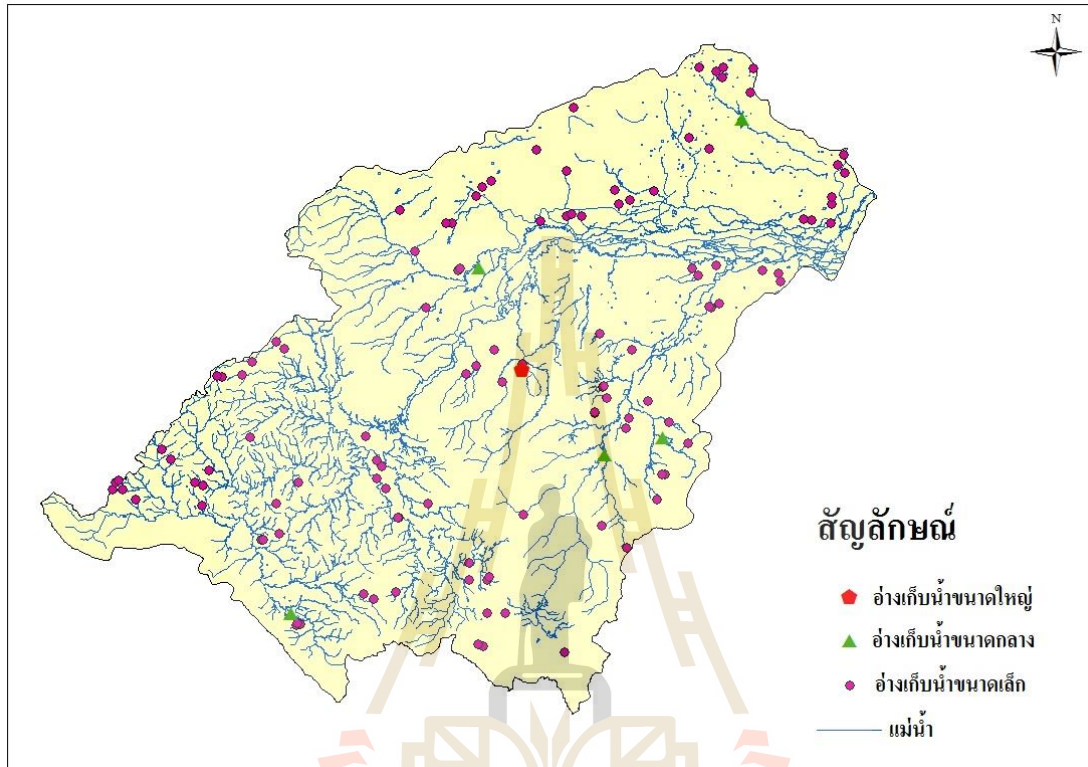 N
สัญลักษณ์
อ่างเก็บน้ำขนาดใหญ่
อ่างเก็บน้ำขนาดกลาง
อ่างเก็บน้ำขนาดเล็ก
แม่น้ำ